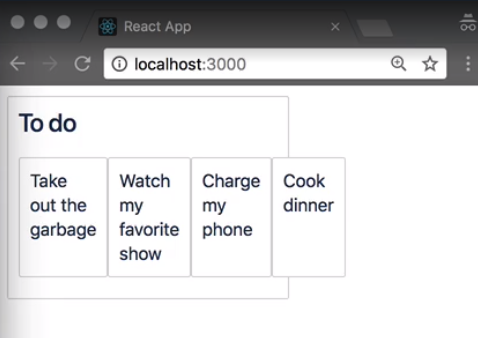 React App
localhost:3000
To do
Take
out the
garbage
Watch
my
favorite
show
Charge
my
phone
Cook
dinner